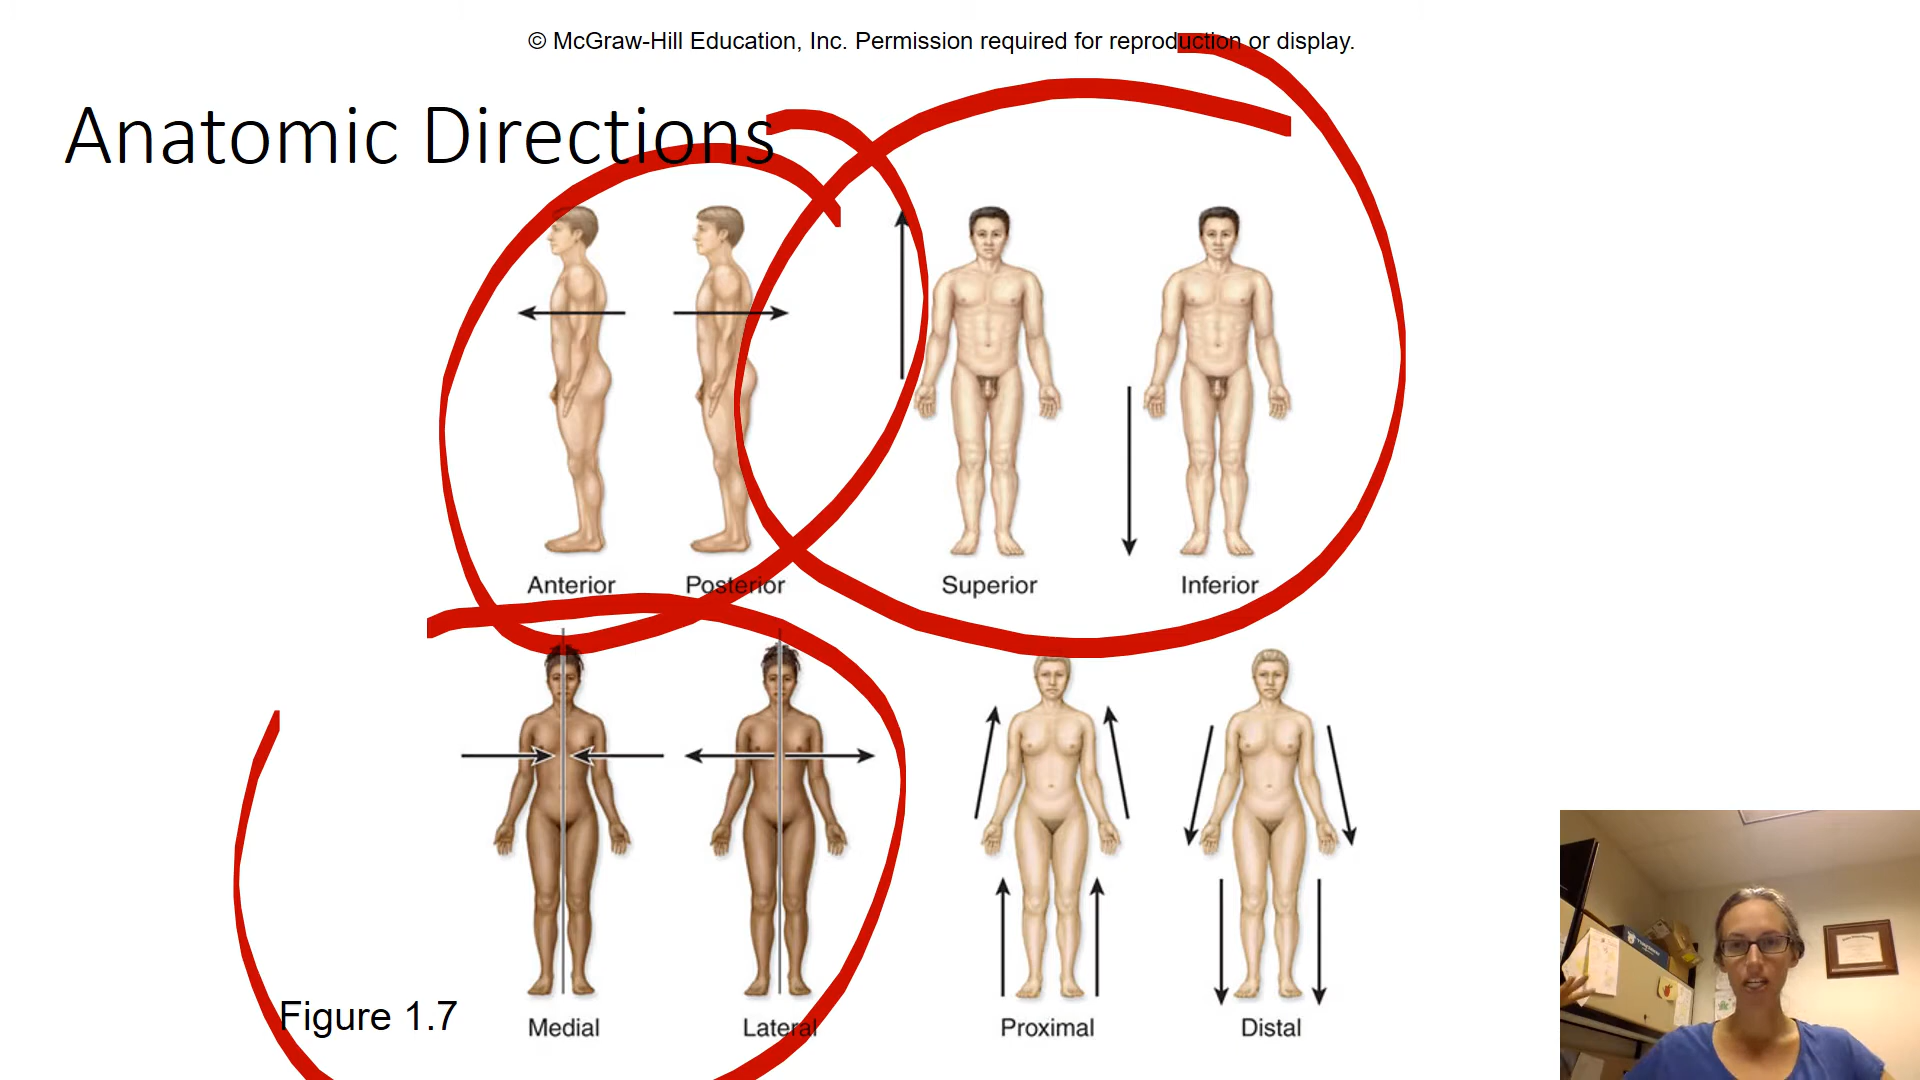 © McGraw-Hill Education, Inc. Permission required for reproduction or display.
Anatomic Directions
Anterior Posterior Superior Inferior
Figure 1.7
Medial Lateral Proximal Distal